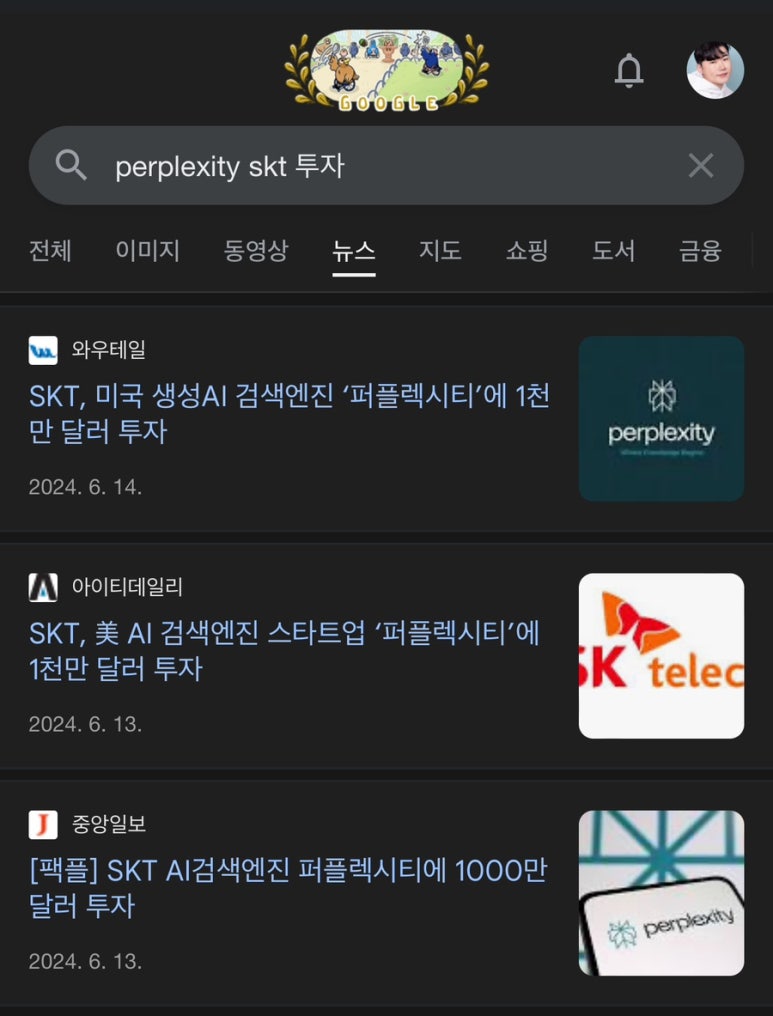 GOOGLE
perplexity skt 투자
전체 이미지 동영상 뉴스 지도 쇼핑 도서 금융
와우테일
SKT, 미국 생성AI 검색엔진 ‘퍼플렉시티’에 1천
만 달러 투자
2024. 6. 14.
perplexity
아이티데일리
SKT, 美 AI 검색엔진 스타트업 ‘퍼플렉시티’에
1천만 달러 투자
2024. 6. 13.
SK telec
J 중앙일보
[팩플] SKT AI검색엔진 퍼플렉시티에 1000만
달러 투자
2024. 6. 13.
perplexity